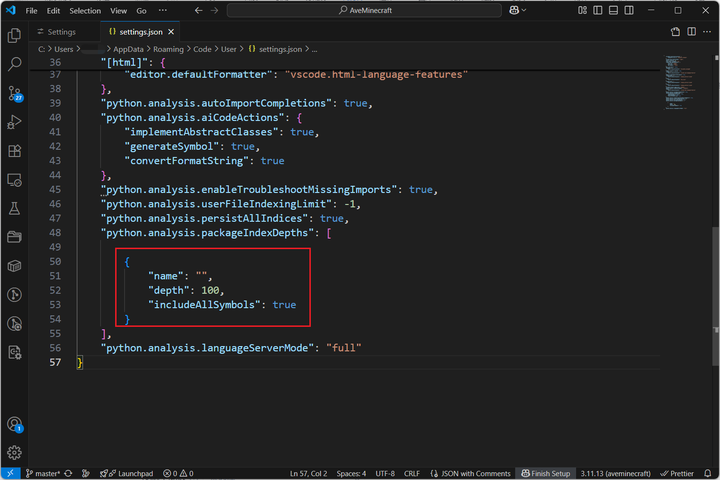 File Edit Selection View Go ··· AveMinecraft
Settings settings.json
C: > Users > > AppData > Roaming > Code > User > settings.json > ...
36 "[html]": {
37 "editor.defaultFormatter": "vscode.html-language-features"
38 },
39 "python.analysis.autoImportCompletions": true,
40 "python.analysis.aiCodeActions": {
41 "implementAbstractClasses": true,
42 "generateSymbol": true,
43 "convertFormatString": true
44 },
45 "python.analysis.enableTroubleshootMissingImports": true,
46 "python.analysis.userFileIndexingLimit": -1,
47 "python.analysis.persistAllIndices": true,
48 "python.analysis.packageIndexDepths": [
49
50 {
51 "name": "",
52 "depth": 100,
53 "includeAllSymbols": true
54 }
55 ],
56 "python.analysis.languageServerMode": "full"
57 }
27
1
master* Launchpad 0 0 Ln 57, Col 2 Spaces: 4 UTF-8 CRLF JSON with Comments Finish Setup 3.11.13 (aveminecraft) Prettier